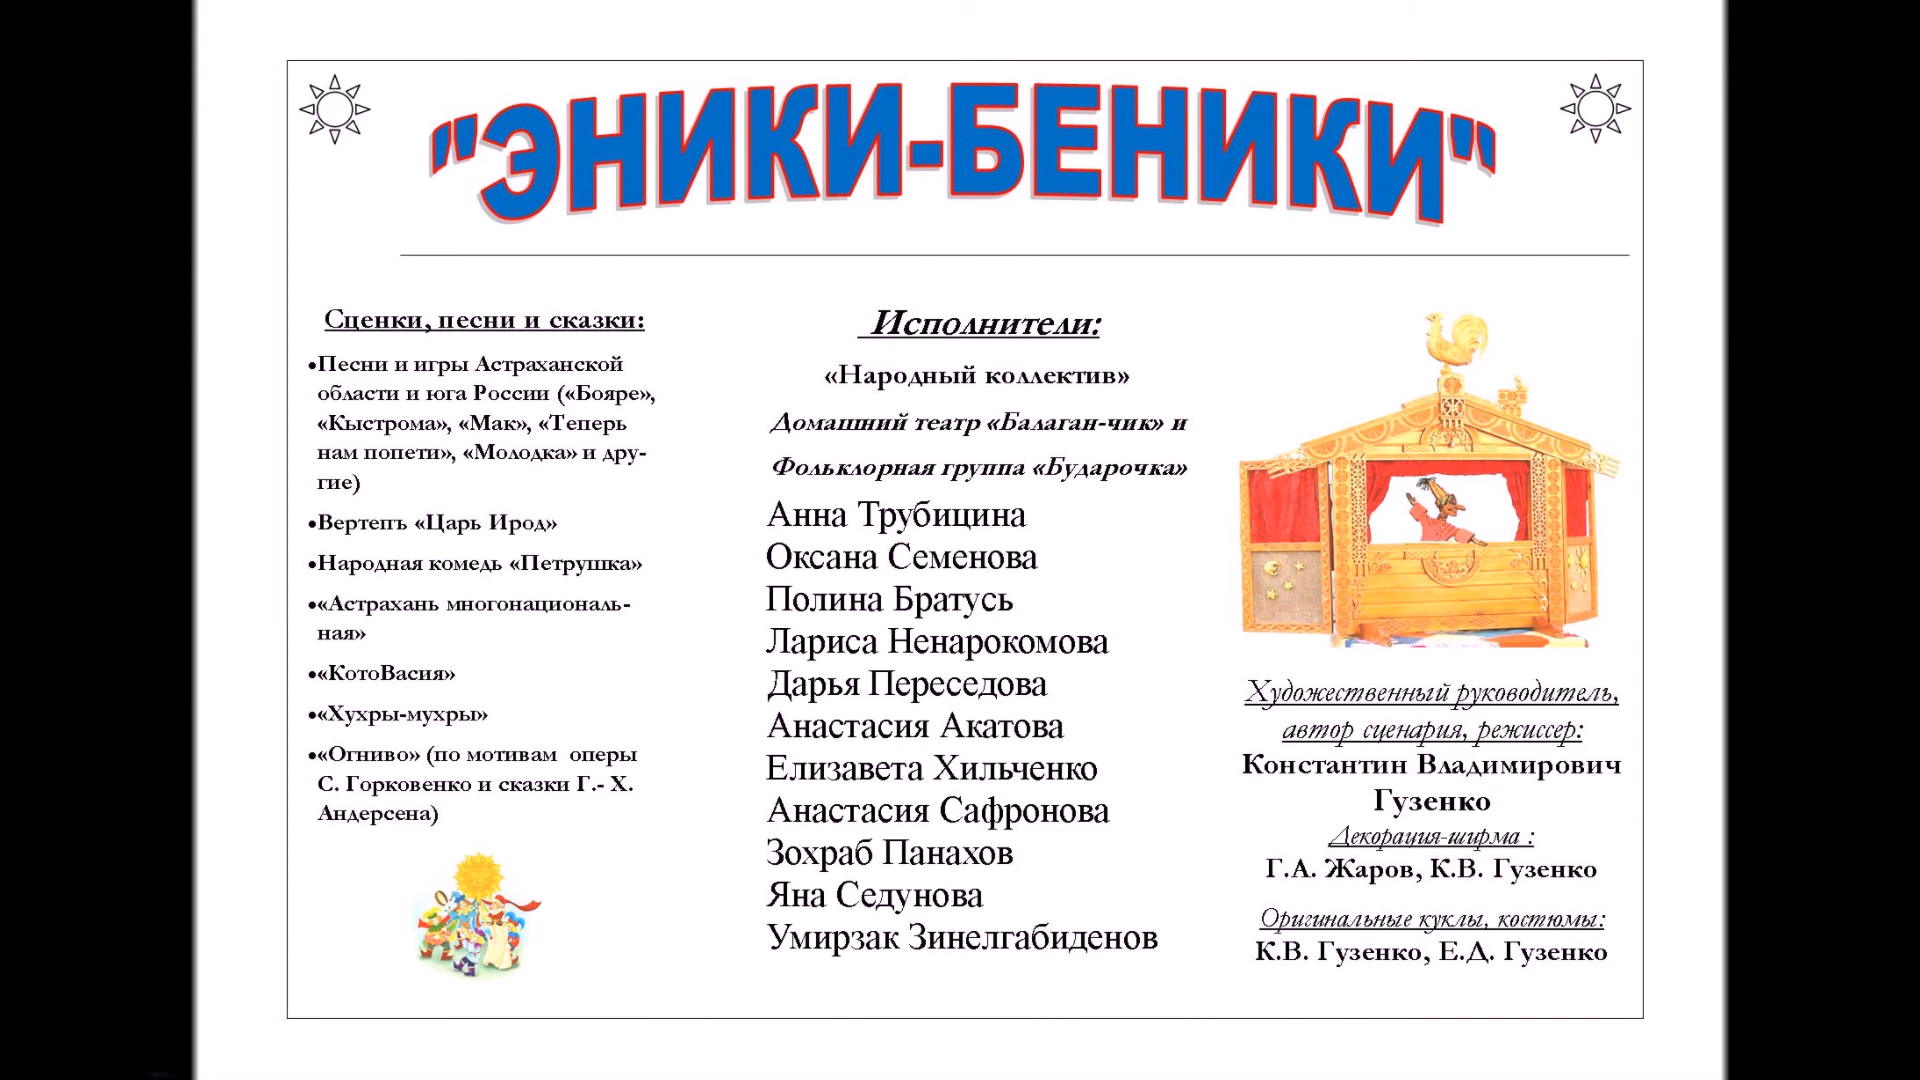 "ЭНИКИ-БЕНИКИ"
Сценки, песни и сказки:
•Песни и игры Астраханской
области и юга России («Бояре»,
«Кыстрома», «Мак», «Теперь
нам попети», «Молодка» и дру-
гие)
•Вертепъ «Царь Ирод»
•Народная комедь «Петрушка»
•«Астрахань многонациональ-
ная»
•«КотоВасия»
•«Хухры-мухры»
•«Огниво» (по мотивам оперы
С. Горковенко и сказки Г.- Х.
Андерсена)
Исполнители:
«Народный коллектив»
Домашний театр «Балаган-чик» и
Фольклорная группа «Бударочка»
Анна Трубицина
Оксана Семенова
Полина Братусь
Лариса Ненарокомова
Дарья Переседова
Анастасия Акатова
Елизавета Хильченко
Анастасия Сафронова
Зохраб Панахов
Яна Седунова
Умирзак Зинелгабиденов
Художественный руководитель,
автор сценария, режиссер:
Константин Владимирович
Гузенко
Декорация-ширма :
Г.А. Жаров, К.В. Гузенко
Оригинальные куклы, костюмы:
К.В. Гузенко, Е.Д. Гузенко